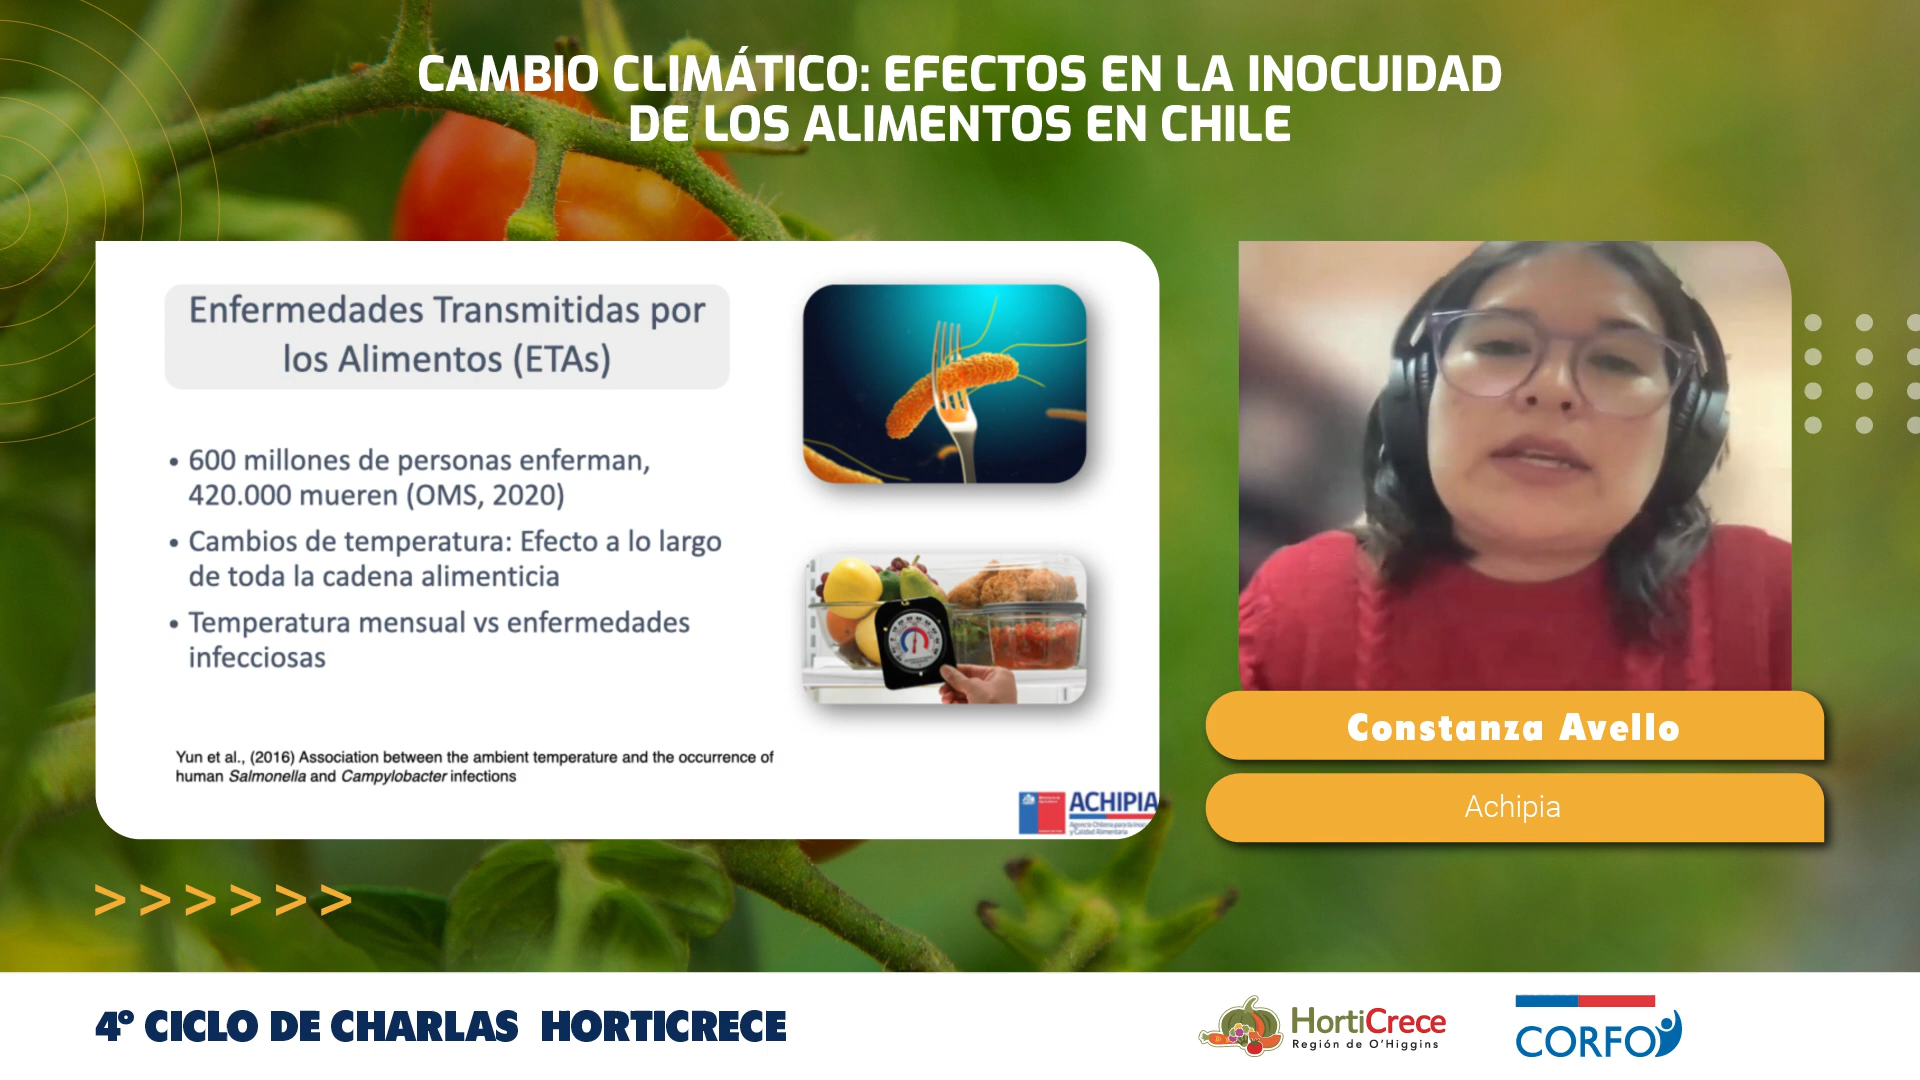 CAMBIO CLIMÁTICO: EFECTOS EN LA INOCUIDAD
DE LOS ALIMENTOS EN CHILE
Enfermedades Transmitidas por
los Alimentos (ETAs)
• 600 millones de personas enferman,
420.000 mueren (OMS, 2020)
• Cambios de temperatura: Efecto a lo largo
de toda la cadena alimenticia
• Temperatura mensual vs enfermedades
infecciosas
Yun et al., (2016) Association between the ambient temperature and the occurrence of
human Salmonella and Campylobacter infections
ACHIPIA
Constanza Avello
Achipia
>>>>>>
4º CICLO DE CHARLAS HORTICRECE
HortiCrece
Región de O'Higgins
CORFO